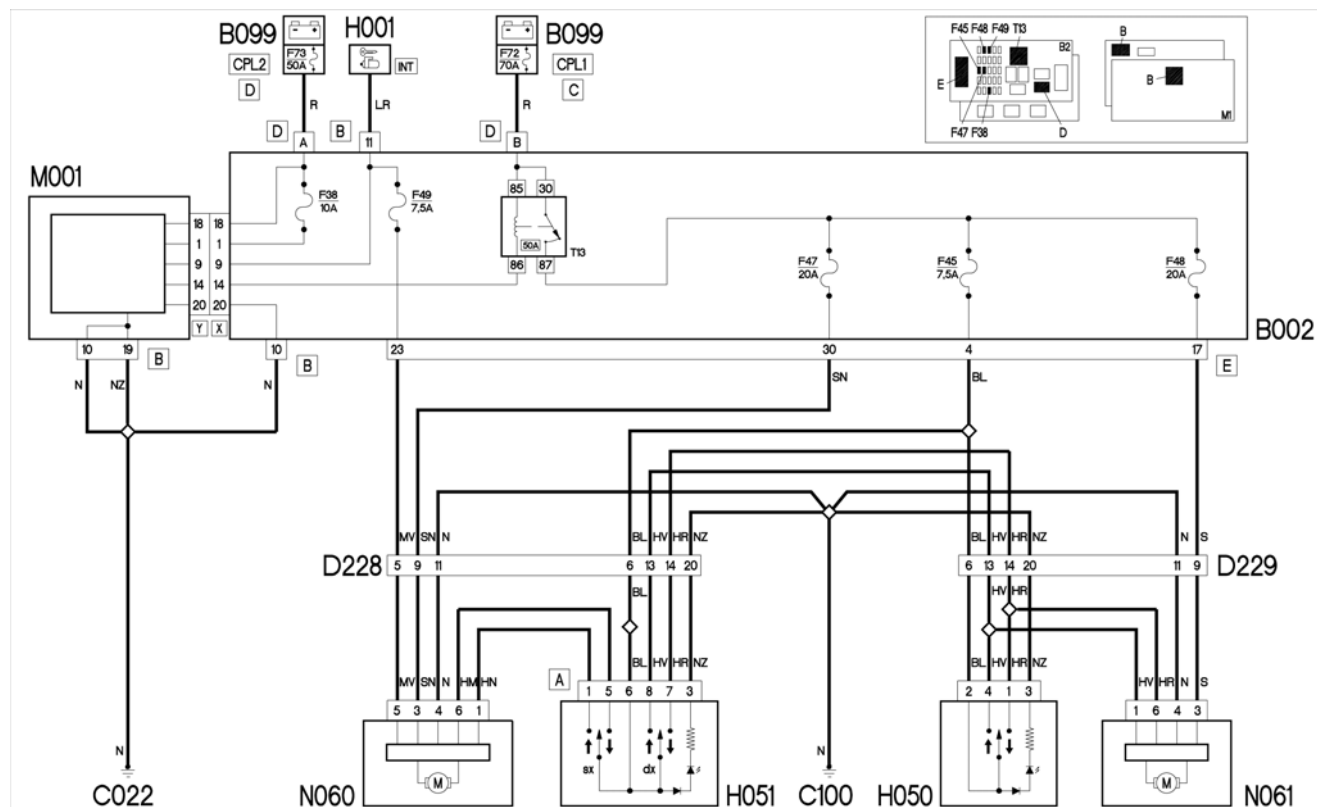 B099 H001 B099
F73 50A F72 70A
CPL2 INT CPL1
D C
R LR R
D B D
A 11 B
F45 F48 F49 T13
B2
E
F47 F38 D
B
B
M1
M001
85 30
F38 10A F49 7,5A
50A
T13
86 87
18 18
1 1
9 9
14 14
20 20
Y X
F47 20A F45 7,5A F48 20A
B002
10 19 B 10 B 23 30 4 17 E
N NZ N SN BL
MV SN N BL HV HR NZ BL HV HR NZ N S
D228 5 9 11 6 13 14 20 6 13 14 20 11 9 D229
BL HV HR
A
MV SN N HM HN BL HV HR NZ BL HV HR NZ HV HR N S
5 3 4 6 1 1 5 6 8 7 3 2 4 1 3 1 6 4 3
sx dx
M M
N N
C022 N060 H051 C100 H050 N061